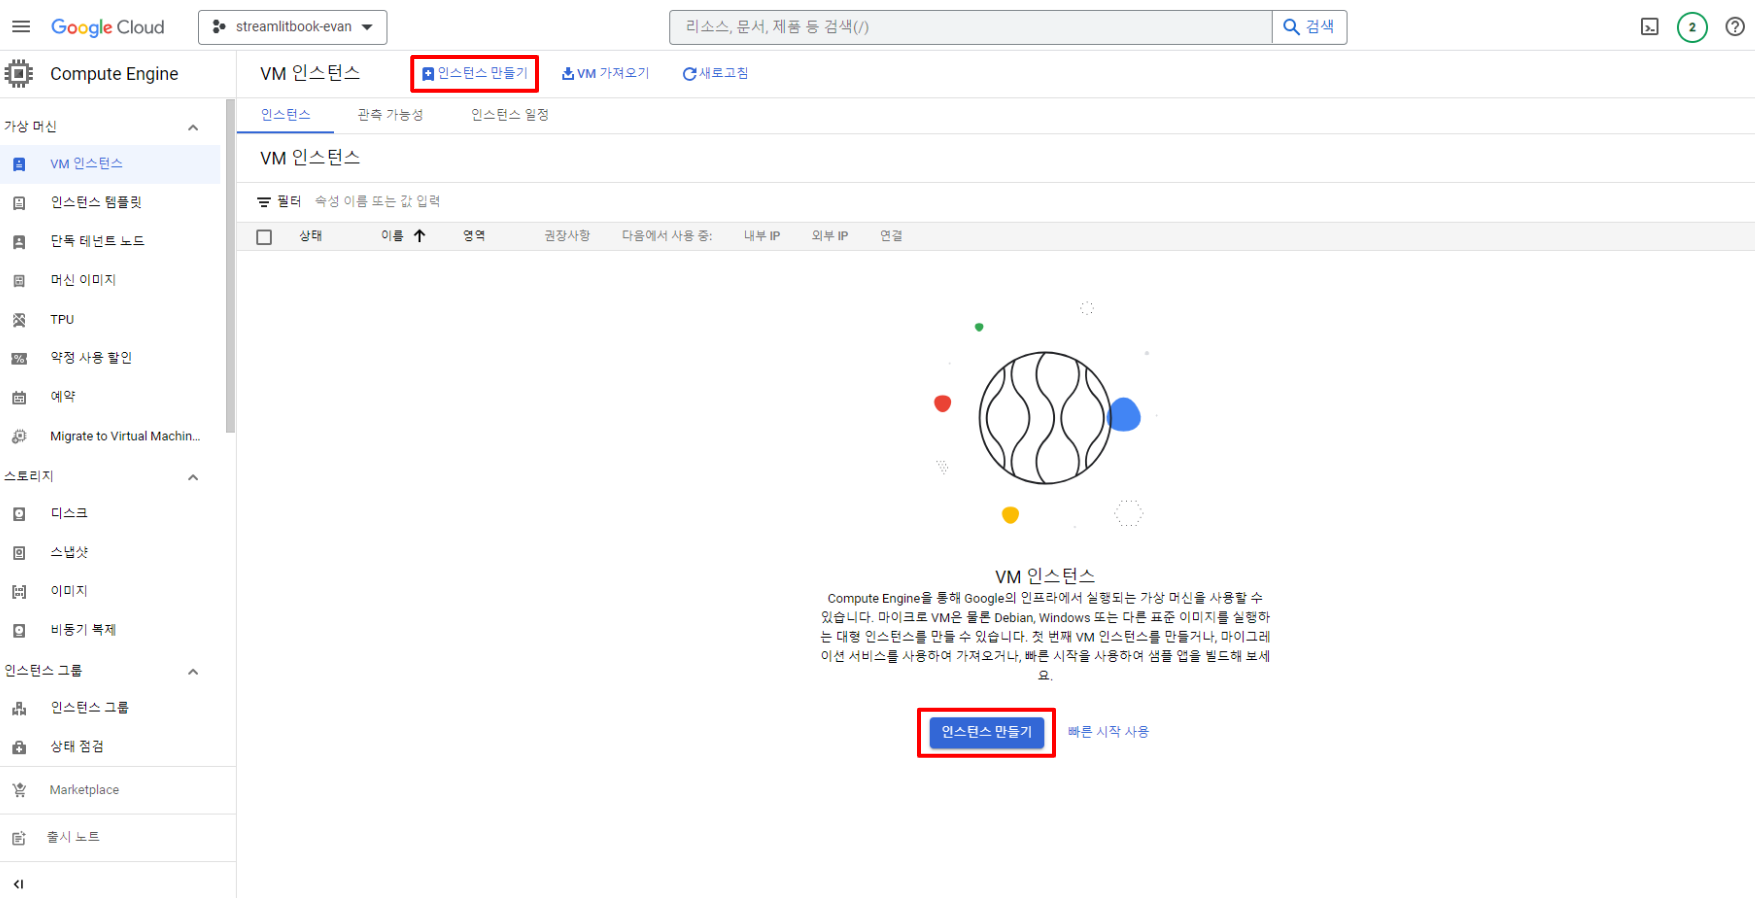 Google Cloud
streamlitbook-evan
리소스, 문서, 제품 등 검색(/)
검색
2
Compute Engine
VM 인스턴스
인스턴스 만들기
VM 가져오기
새로고침
가상 머신
VM 인스턴스
인스턴스 템플릿
단독 테넌트 노드
머신 이미지
TPU
약정 사용 할인
예약
Migrate to Virtual Machin...
스토리지
디스크
스냅샷
이미지
비동기 복제
인스턴스 그룹
인스턴스 그룹
상태 점검
Marketplace
출시 노트
인스턴스
관측 가능성
인스턴스 일정
VM 인스턴스
필터
속성 이름 또는 값 입력
상태
이름
영역
권장사항
다음에서 사용 중:
내부 IP
외부 IP
연결
VM 인스턴스
Compute Engine을 통해 Google의 인프라에서 실행되는 가상 머신을 사용할 수
있습니다. 마이크로 VM은 물론 Debian, Windows 또는 다른 표준 이미지를 실행하
는 대형 인스턴스를 만들 수 있습니다. 첫 번째 VM 인스턴스를 만들거나, 마이그레
이션 서비스를 사용하여 가져오거나, 빠른 시작을 사용하여 샘플 앱을 빌드해 보세
요.
인스턴스 만들기
빠른 시작 사용